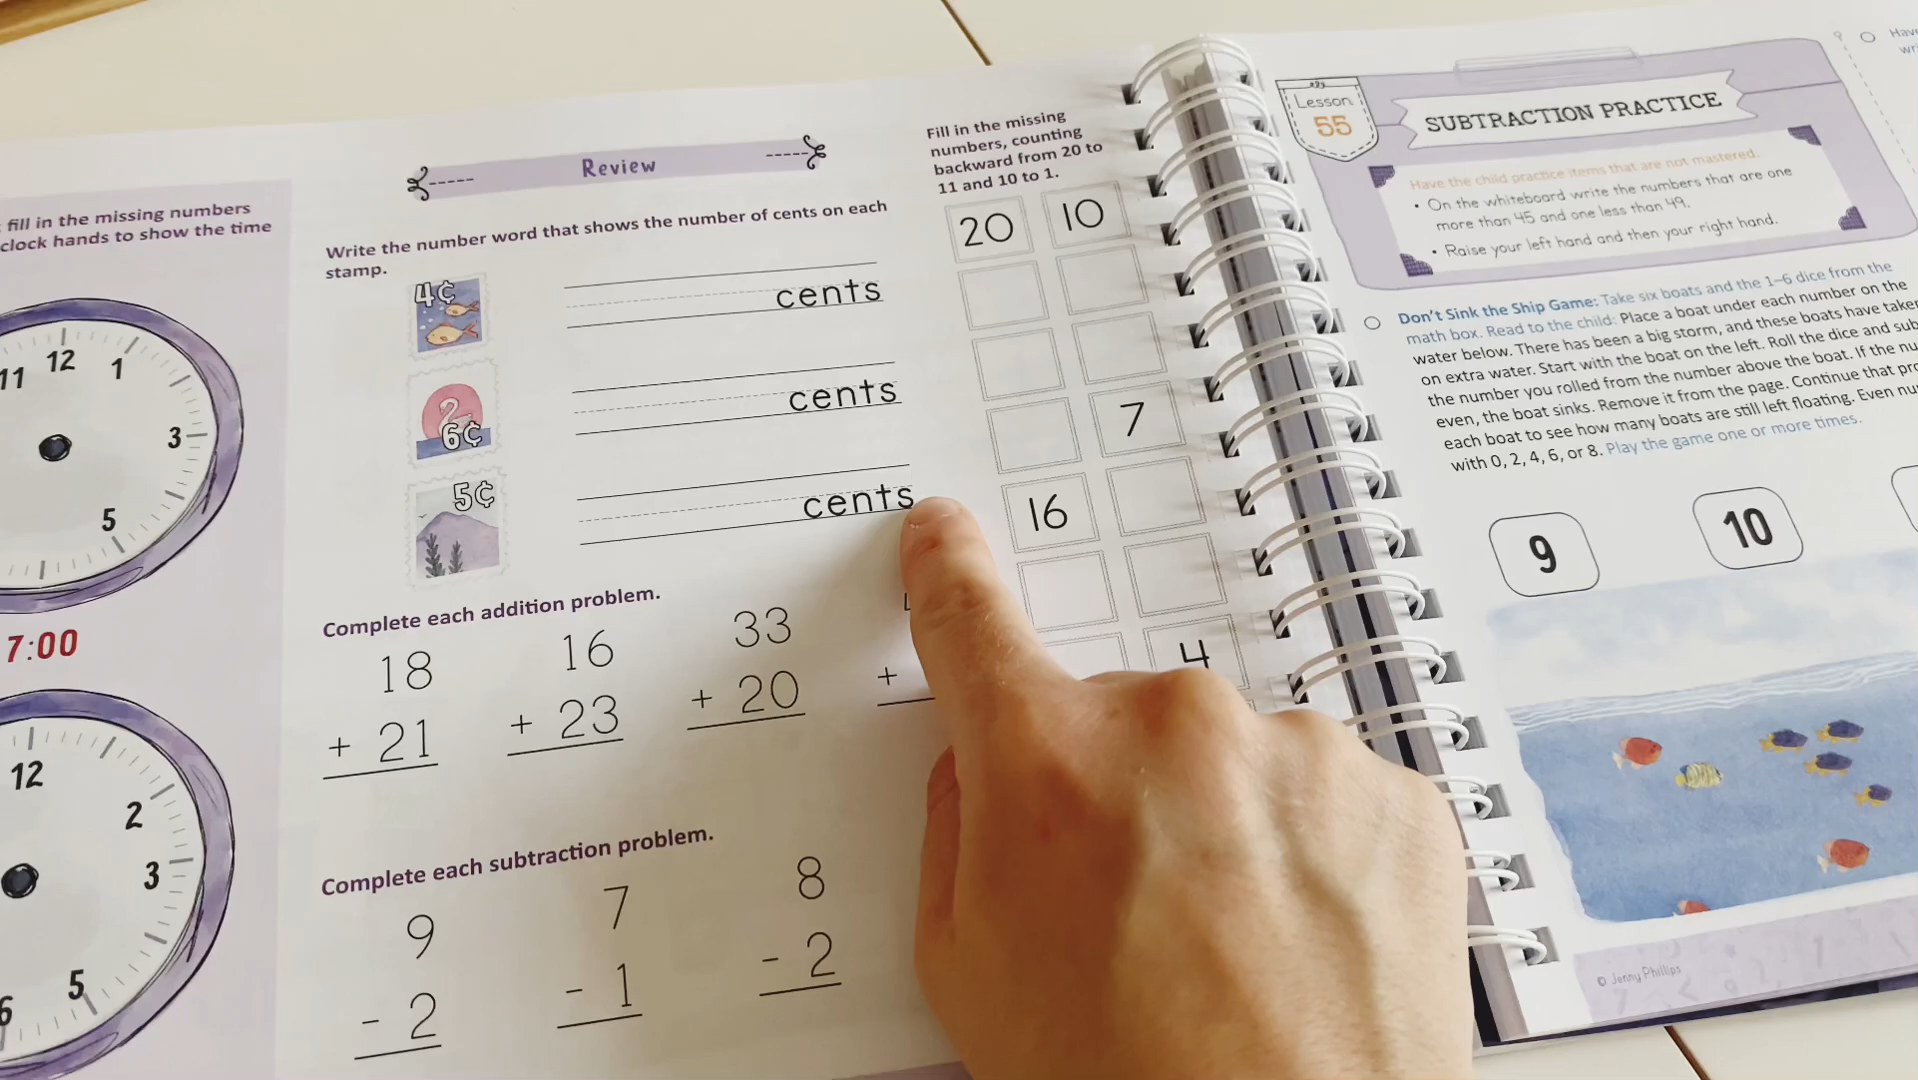 fill in the missing numbers
clock hands to show the time
11
12
1
3
5
7:00
12
2
3
5
6
Review
Write the number word that shows the number of cents on each
stamp.
4¢
cents
6¢
cents
5¢
cents
Complete each addition problem.
18
+ 21
16
+ 23
33
+ 20
+
Complete each subtraction problem.
9
- 2
7
- 1
8
- 2
Fill in the missing
numbers, counting
backward from 20 to
11 and 10 to 1.
20 10
7
16
4
Lesson
55
SUBTRACTION PRACTICE
Have the child practice items that are not mastered.
• On the whiteboard write the numbers that are one
more than 45 and one less than 49.
• Raise your left hand and then your right hand.
Don't Sink the Ship Game: Take six boats and the 1–6 dice from the
math box. Read to the child: Place a boat under each number on the
water below. There has been a big storm, and these boats have taken
on extra water. Start with the boat on the left. Roll the dice and
the number you rolled from the number above the boat. If the
even, the boat sinks. Remove it from the page. Continue that
each boat to see how many boats are still left floating. Even
with 0, 2, 4, 6, or 8. Play the game one or more times.
9
10
© Jenny Phillips